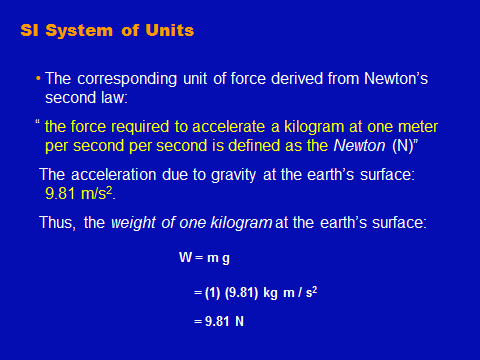 SI System of Units
• The corresponding unit of force derived from Newton's
second law:
“ the force required to accelerate a kilogram at one meter
per second per second is defined as the Newton (N)”
The acceleration due to gravity at the earth's surface:
9.81 m/s².
Thus, the weight of one kilogram at the earth's surface:
W = m g
= (1) (9.81) kg m / s²
= 9.81 N